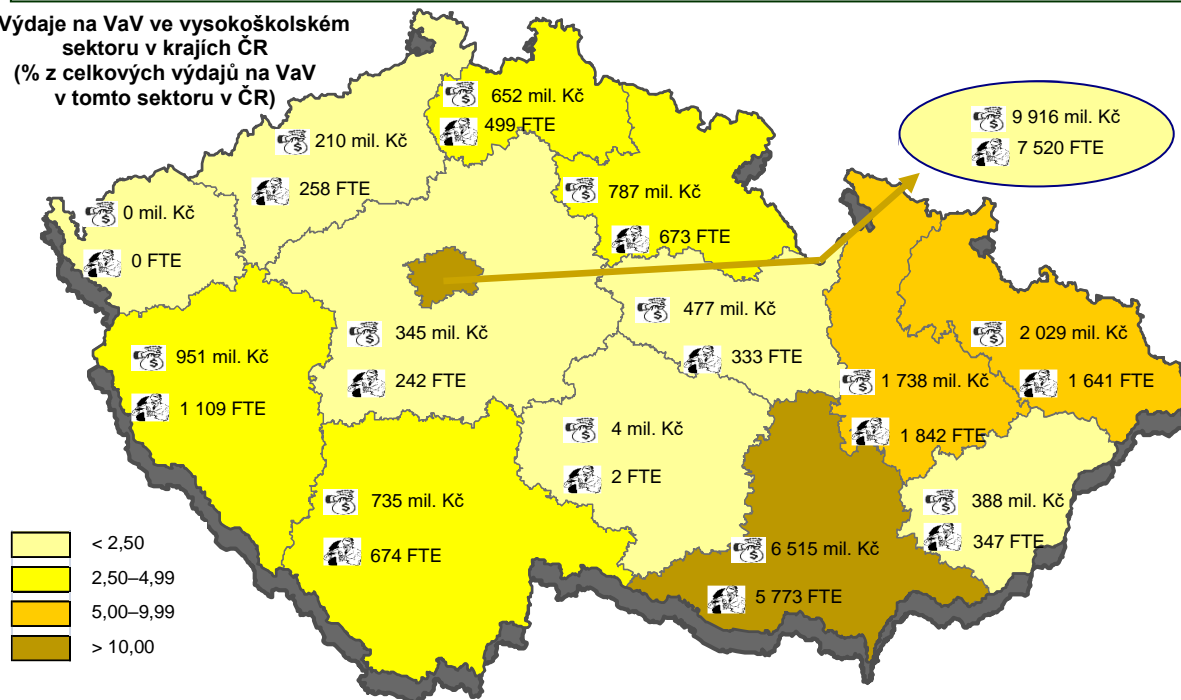 Výdaje na VaV ve vysokoškolském
sektoru v krajích ČR
(% z celkových výdajů na VaV
v tomto sektoru v ČR)
652 mil. Kč
499 FTE
9 916 mil. Kč
7 520 FTE
210 mil. Kč
258 FTE
787 mil. Kč
673 FTE
0 mil. Kč
0 FTE
477 mil. Kč
333 FTE
345 mil. Kč
242 FTE
2 029 mil. Kč
1 641 FTE
951 mil. Kč
1 109 FTE
1 738 mil. Kč
1 842 FTE
4 mil. Kč
2 FTE
735 mil. Kč
674 FTE
388 mil. Kč
347 FTE
6 515 mil. Kč
5 773 FTE
< 2,50
2,50–4,99
5,00–9,99
> 10,00